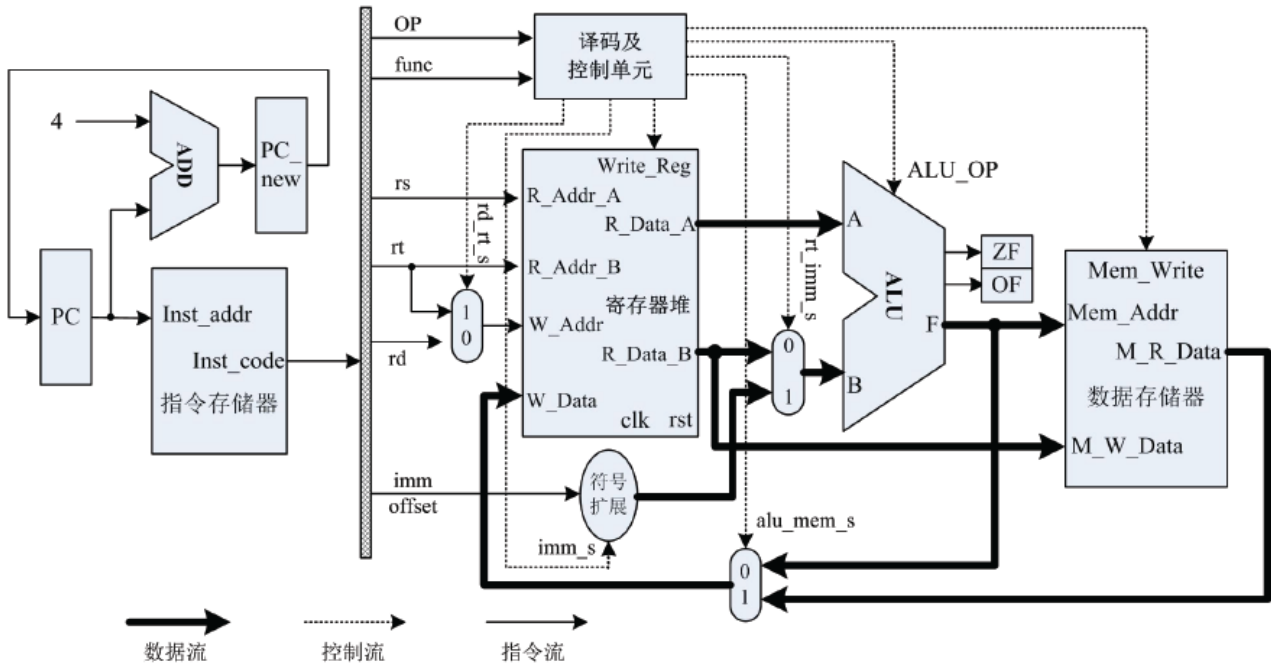 OP
func
译码及
控制单元
4
ADD
PC_
new
PC
Inst_addr
Inst_code
指令存储器
rs
rt
rd
imm
offset
rd_rt_s
1
0
Write_Reg
R_Addr_A
R_Data_A
R_Addr_B
寄存器堆
W_Addr
R_Data_B
W_Data
clk rst
符号
扩展
imm_s
rt_imm_s
0
1
ALU_OP
A
ALU
B
F
ZF
OF
Mem_Write
Mem_Addr
M_R_Data
数据存储器
M_W_Data
alu_mem_s
0
1
数据流
控制流
指令流